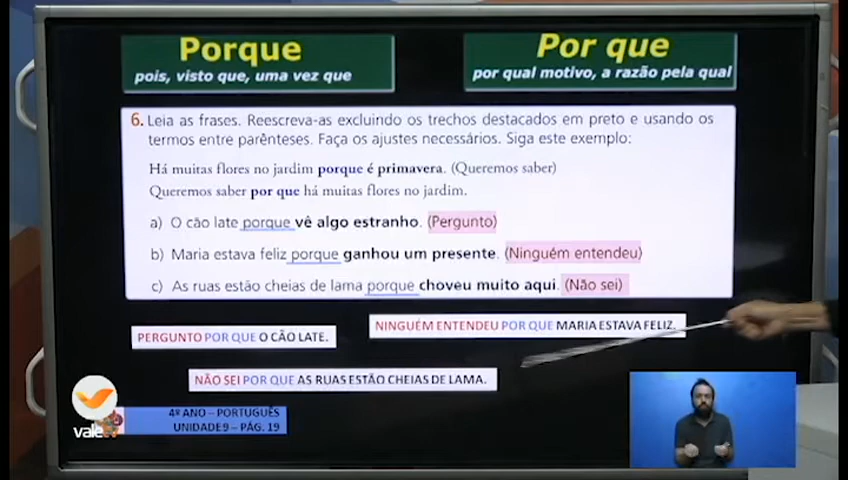 Porque
pois, visto que, uma vez que
Por que
por qual motivo, a razão pela qual
6. Leia as frases. Reescreva-as excluindo os trechos destacados em preto e usando os
termos entre parênteses. Faça os ajustes necessários. Siga este exemplo:
Há muitas flores no jardim porque é primavera. (Queremos saber)
Queremos saber por que há muitas flores no jardim.
a) O cão late porque vê algo estranho. (Pergunto)
b) Maria estava feliz porque ganhou um presente. (Ninguém entendeu)
c) As ruas estão cheias de lama porque choveu muito aqui. (Não sei)
PERGUNTO POR QUE O CÃO LATE.
NINGUÉM ENTENDEU POR QUE MARIA ESTAVA FELIZ.
NÃO SEI POR QUE AS RUAS ESTÃO CHEIAS DE LAMA.
4º ANO – PORTUGUÊS
UNIDADE 9 – PÁG. 19
vale